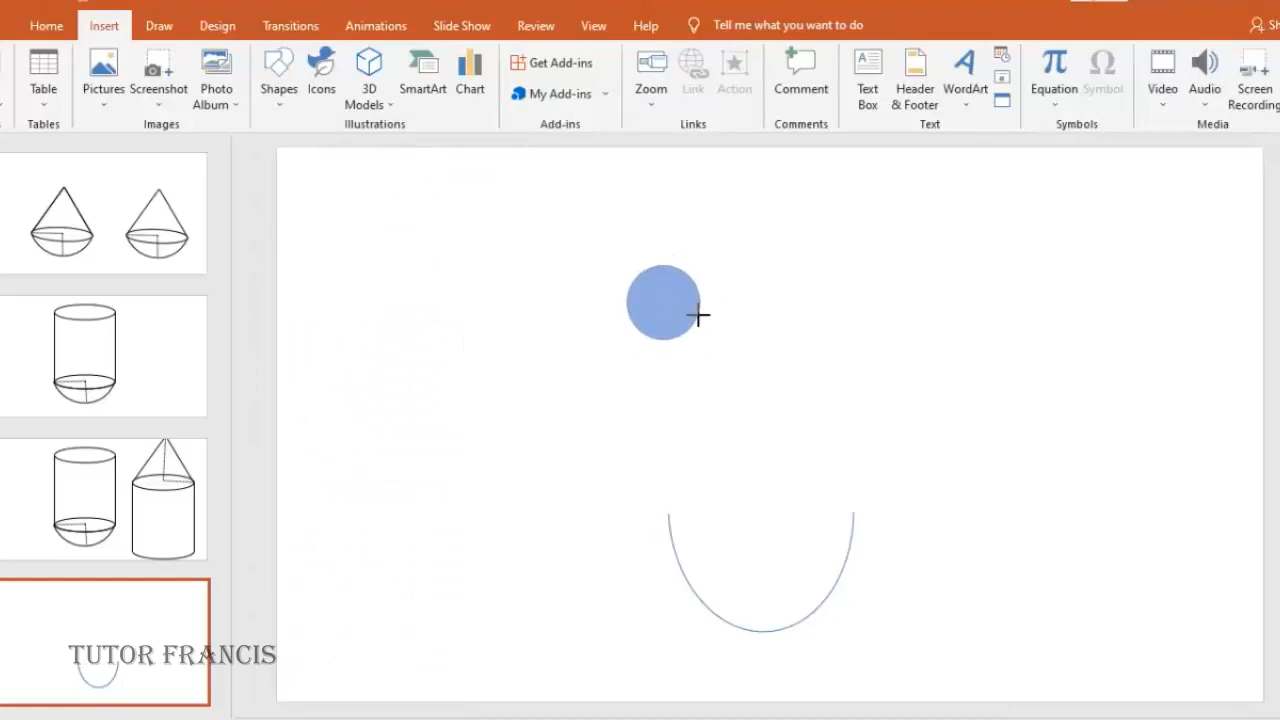 Home Insert Draw Design Transitions Animations Slide Show Review View Help Tell me what you want to do
Table Pictures Screenshot Photo Album Shapes Icons 3D Models SmartArt Chart Get Add-ins My Add-ins Zoom Link Action Comment Text Box Header & Footer WordArt Equation Symbol Video Audio Screen Recording
Tables Images Illustrations Add-ins Links Comments Text Symbols Media
TUTOR FRANCIS